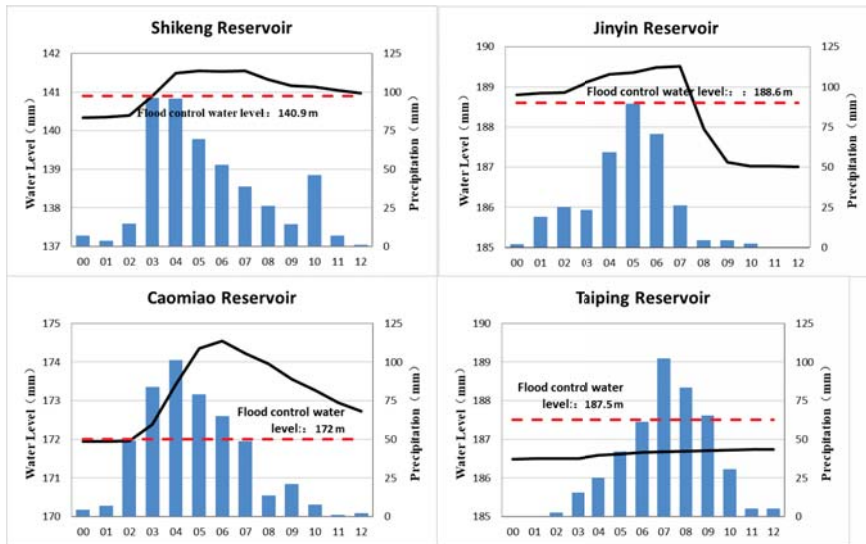 Shikeng Reservoir
142
141
140
139
138
137
Water Level（mm）
Flood control water level：140.9 m
125
100
75
50
25
0
Precipitation（mm）
00 01 02 03 04 05 06 07 08 09 10 11 12
Jinyin Reservoir
190
189
188
187
186
185
Water Level（mm）
Flood control water level：：188.6 m
125
100
75
50
25
0
Precipitation（mm）
00 01 02 03 04 05 06 07 08 09 10 11 12
Caomiao Reservoir
175
174
173
172
171
170
Water Level（mm）
Flood control water
level：：172 m
125
100
75
50
25
0
Precipitation（mm）
00 01 02 03 04 05 06 07 08 09 10 11 12
Taiping Reservoir
190
189
188
187
186
185
Water Level（mm）
Flood control water
level：：187.5 m
125
100
75
50
25
0
Precipitation（mm）
00 01 02 03 04 05 06 07 08 09 10 11 12